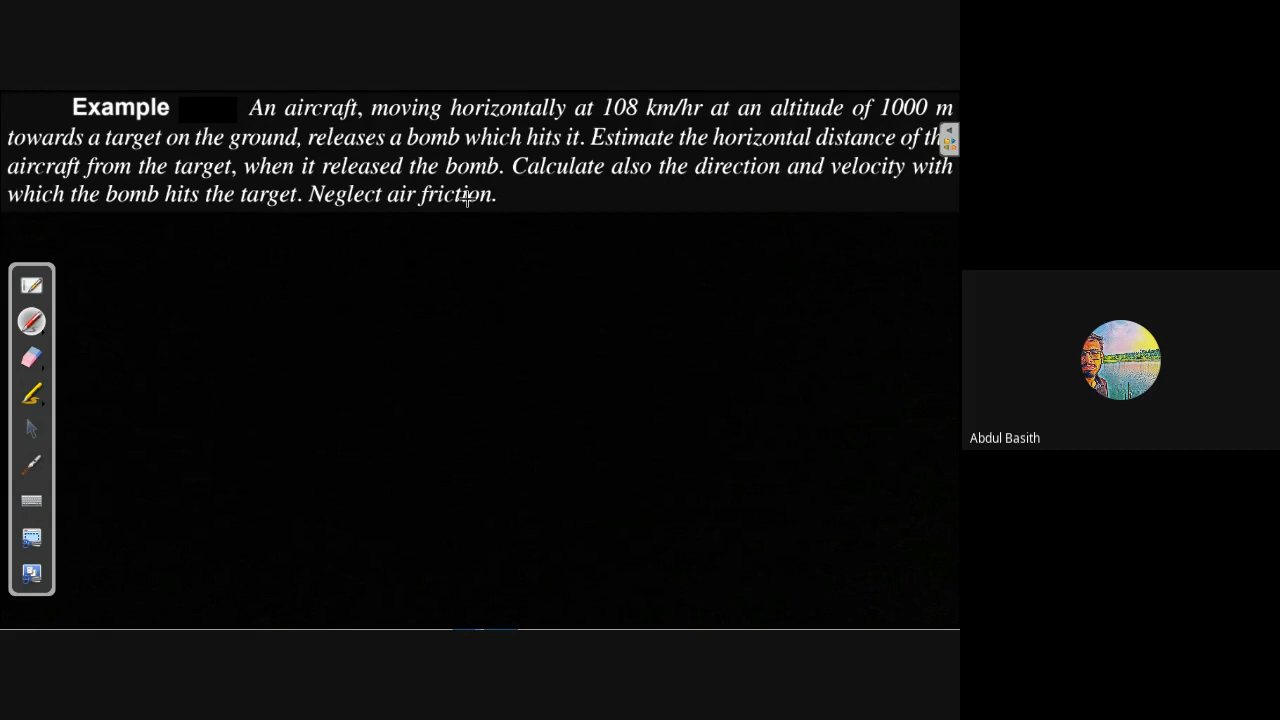 Example An aircraft, moving horizontally at 108 km/hr at an altitude of 1000 m
towards a target on the ground, releases a bomb which hits it. Estimate the horizontal distance of
aircraft from the target, when it released the bomb. Calculate also the direction and velocity with
which the bomb hits the target. Neglect air friction.
Abdul Basith